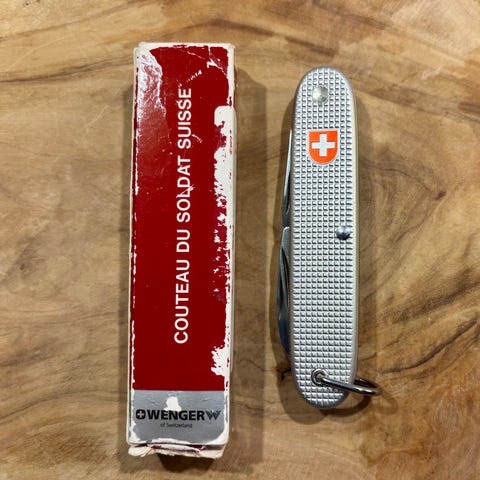 COUTEAU DU SOLDAT SUISSE
WENGER
of Switzerland